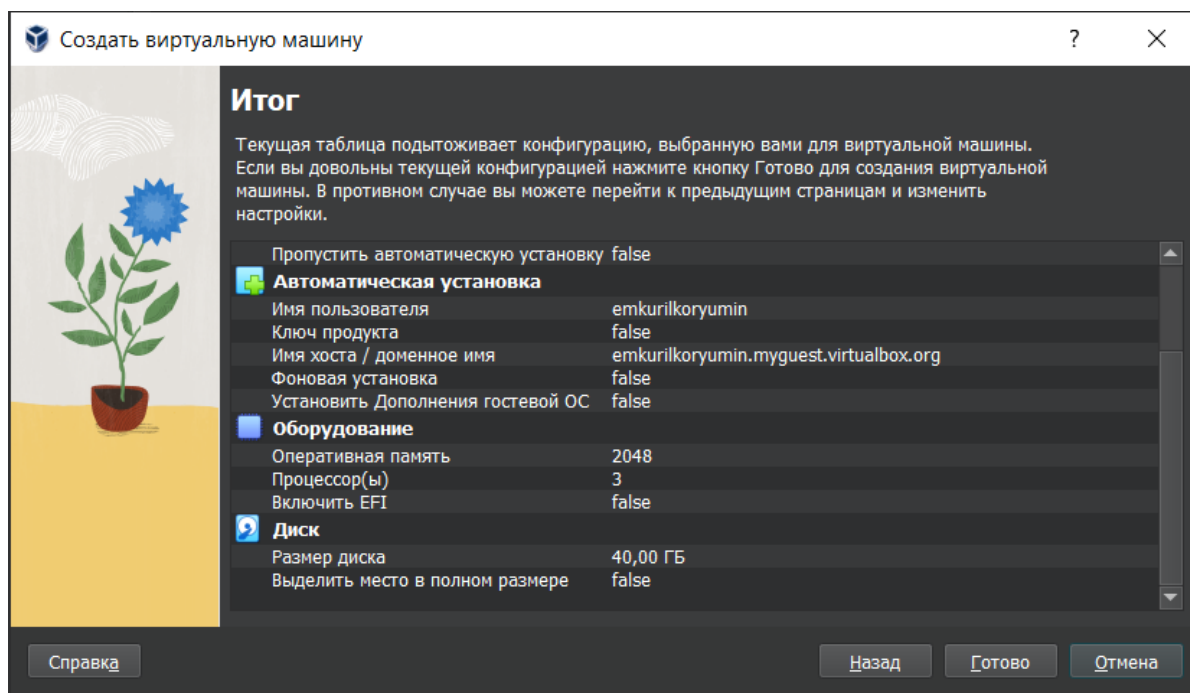 Создать виртуальную машину
Итог
Текущая таблица подытоживает конфигурацию, выбранную вами для виртуальной машины.
Если вы довольны текущей конфигурацией нажмите кнопку Готово для создания виртуальной
машины. В противном случае вы можете перейти к предыдущим страницам и изменить
настройки.
Пропустить автоматическую установку false
Автоматическая установка
Имя пользователя emkurilkoryumin
Ключ продукта false
Имя хоста / доменное имя emkurilkoryumin.myguest.virtualbox.org
Фоновая установка false
Установить Дополнения гостевой ОС false
Оборудование
Оперативная память 2048
Процессор(ы) 3
Включить EFI false
Диск
Размер диска 40,00 ГБ
Выделить место в полном размере false
Справка Назад Готово Отмена